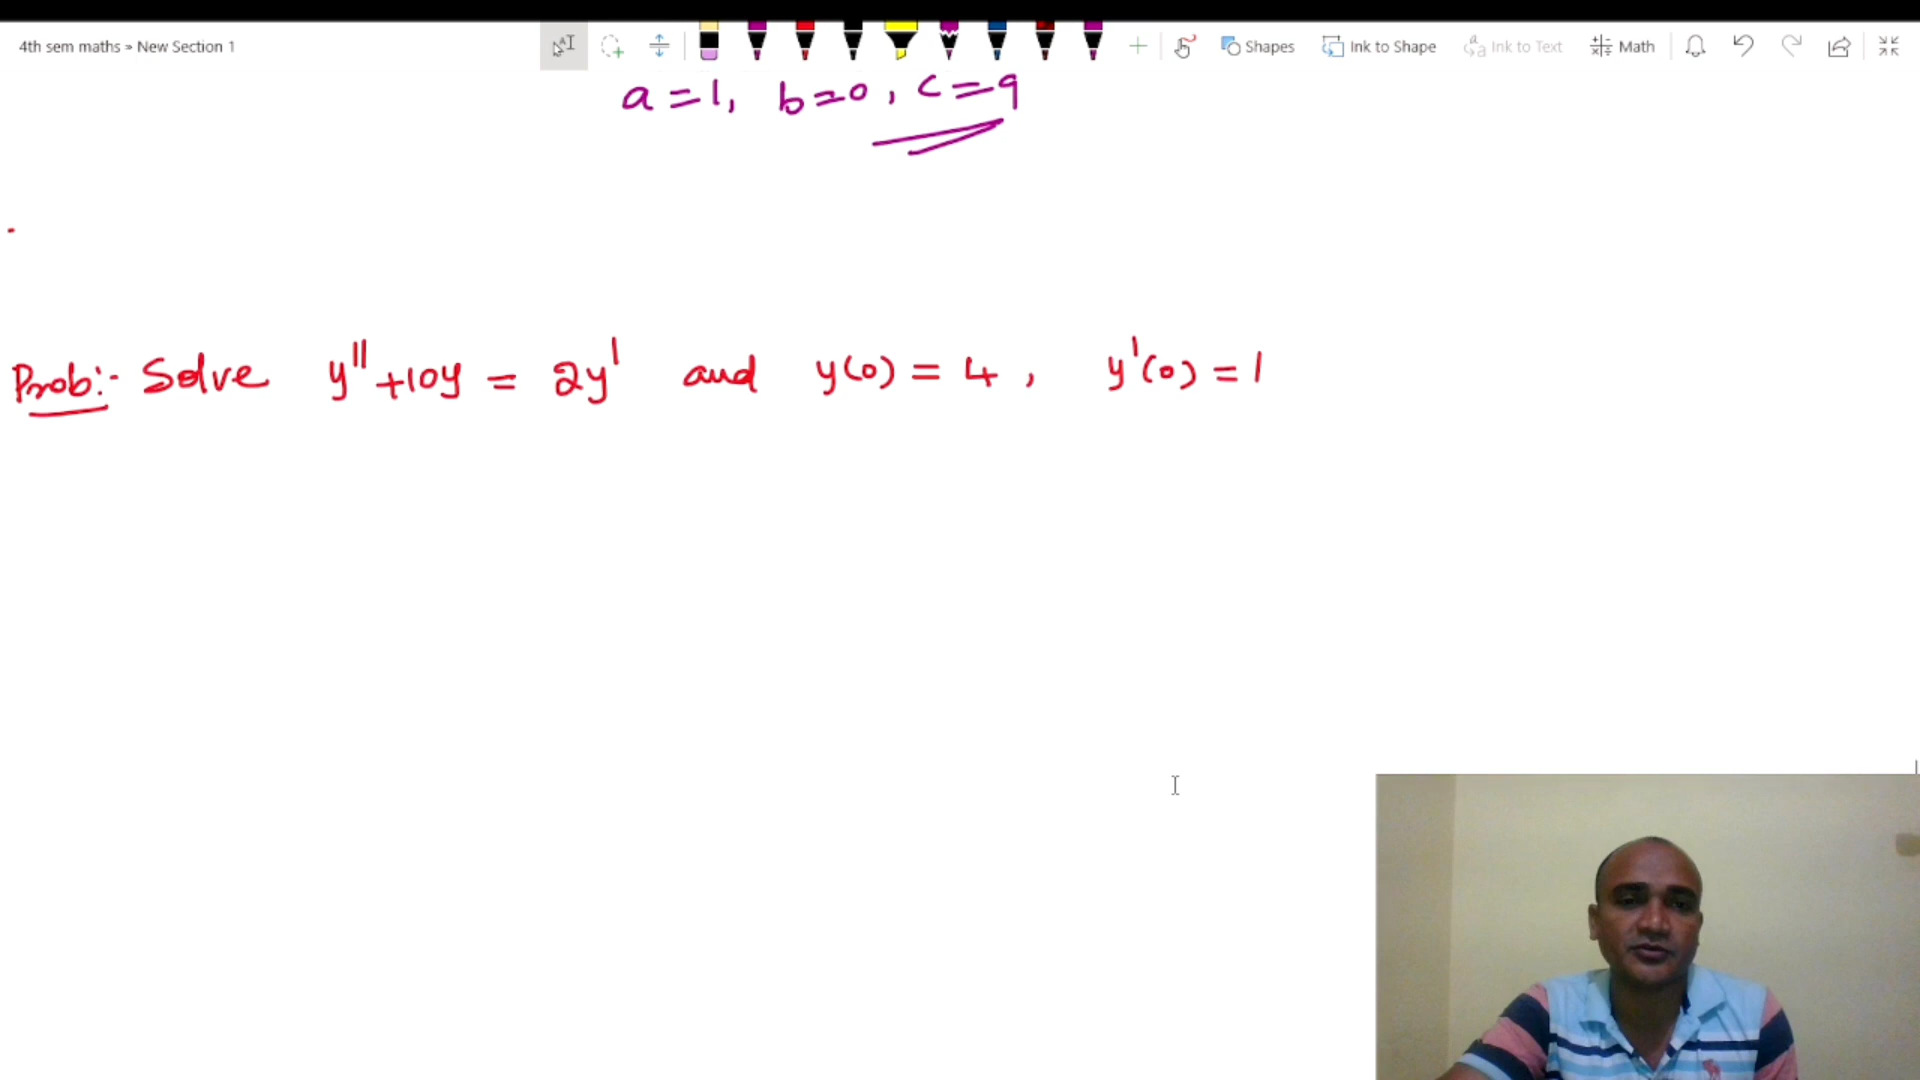 4th sem maths » New Section 1 Shapes Ink to Shape Ink to Text Math
a=1, b=0, c=9
Prob:- Solve y''+10y = 2y' and y(0) = 4, y'(0) = 1